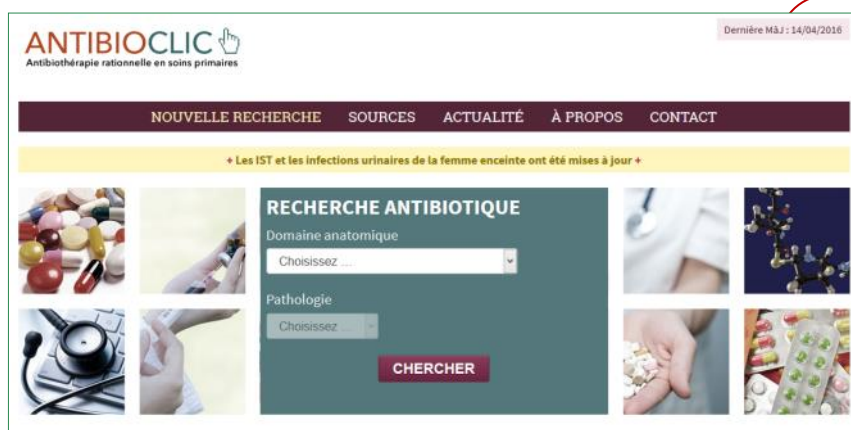 ANTIBIOCLIC
Antibiothérapie rationnelle en soins primaires
Dernière MàJ : 14/04/2016
NOUVELLE RECHERCHE SOURCES ACTUALITÉ À PROPOS CONTACT
+ Les IST et les infections urinaires de la femme enceinte ont été mises à jour +
RECHERCHE ANTIBIOTIQUE
Domaine anatomique
Choisissez ...
Pathologie
Choisissez ...
CHERCHER